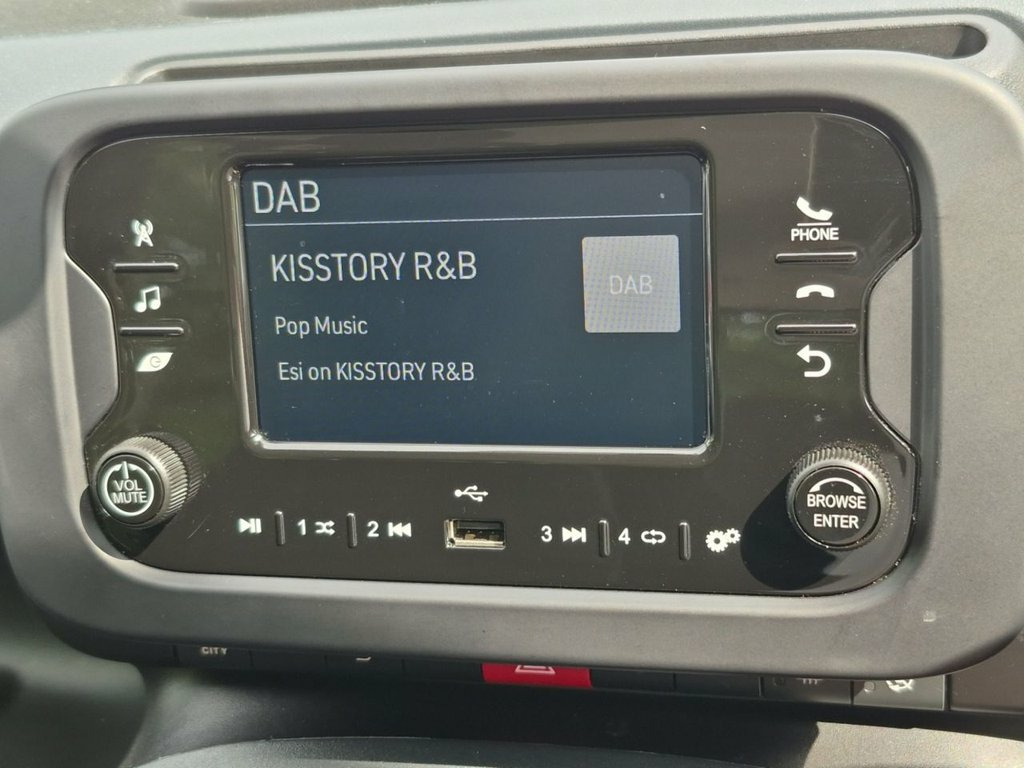 DAB
KISSTORY R&B
DAB
Pop Music
Esi on KISSTORY R&B
PHONE
VOL
MUTE
BROWSE
ENTER
1
2
3
4
CITY